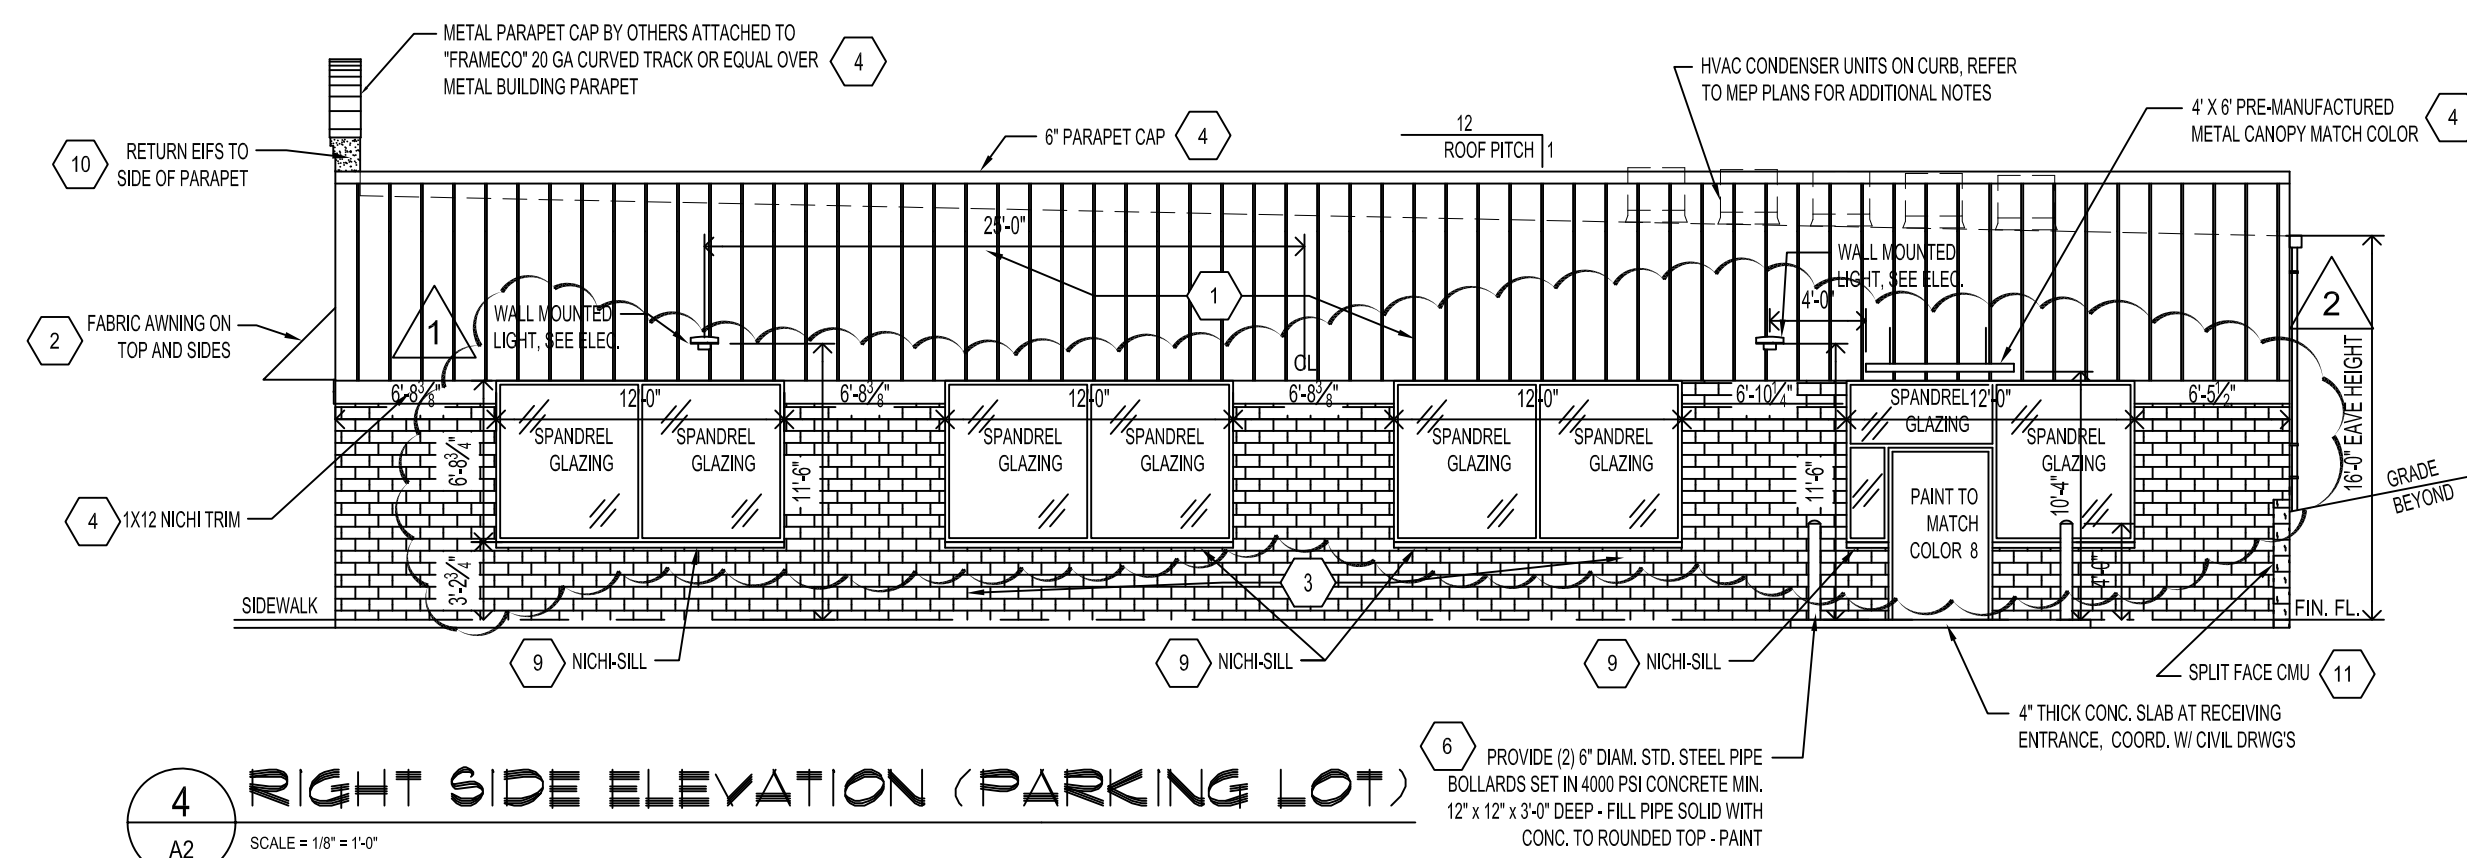 METAL PARAPET CAP BY OTHERS ATTACHED TO
"FRAMECO" 20 GA CURVED TRACK OR EQUAL OVER
METAL BUILDING PARAPET
4
HVAC CONDENSER UNITS ON CURB, REFER
TO MEP PLANS FOR ADDITIONAL NOTES
4' X 6' PRE-MANUFACTURED
METAL CANOPY MATCH COLOR
4
10
RETURN EIFS TO
SIDE OF PARAPET
6" PARAPET CAP
4
12
ROOF PITCH
1
25'-0"
1
WALL MOUNTED
LIGHT, SEE ELEC.
4'-0"
2
FABRIC AWNING ON
TOP AND SIDES
1
WALL MOUNTED
LIGHT, SEE ELEC.
2
16'-0" EAVE HEIGHT
CL
6'-8 3/8"
12'-0"
6'-8 3/8"
12'-0"
6'-8 3/8"
12'-0"
6'-10 1/4"
12'-0"
6'-5 1/2"
SPANDREL
GLAZING
SPANDREL
GLAZING
SPANDREL
GLAZING
SPANDREL
GLAZING
SPANDREL
GLAZING
SPANDREL
GLAZING
SPANDREL
GLAZING
SPANDREL
GLAZING
6'-8 3/4"
11'-6"
11'-6"
10'-4"
GRADE
BEYOND
4
1X12 NICHI TRIM
PAINT TO
MATCH
COLOR 8
3'-2 3/4"
3
4'-0"
SIDEWALK
FIN. FL.
9
NICHI-SILL
9
NICHI-SILL
9
NICHI-SILL
SPLIT FACE CMU
11
4" THICK CONC. SLAB AT RECEIVING
ENTRANCE, COORD. W/ CIVIL DRWG'S
6
PROVIDE (2) 6" DIAM. STD. STEEL PIPE
BOLLARDS SET IN 4000 PSI CONCRETE MIN.
12" x 12" x 3'-0" DEEP - FILL PIPE SOLID WITH
CONC. TO ROUNDED TOP - PAINT
4
A2
RIGHT SIDE ELEVATION (PARKING LOT)
SCALE = 1/8" = 1'-0"